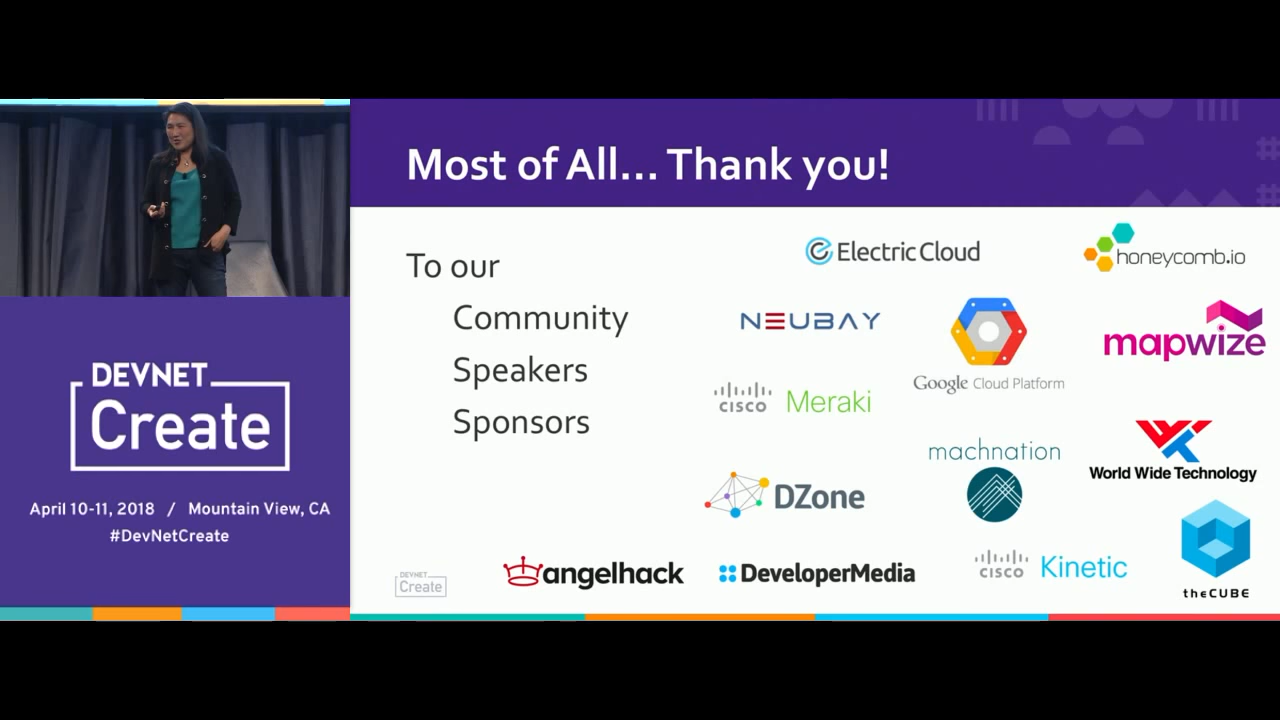 Most of All... Thank you!
To our
Community
Speakers
Sponsors
Electric Cloud
honeycomb.io
NEUBAY
Google Cloud Platform
mapwize
CISCO Meraki
machnation
World Wide Technology
DZone
angelhack
DeveloperMedia
CISCO Kinetic
theCUBE
DEVNET
Create
DEVNET
Create
April 10-11, 2018 / Mountain View, CA
#DevNetCreate